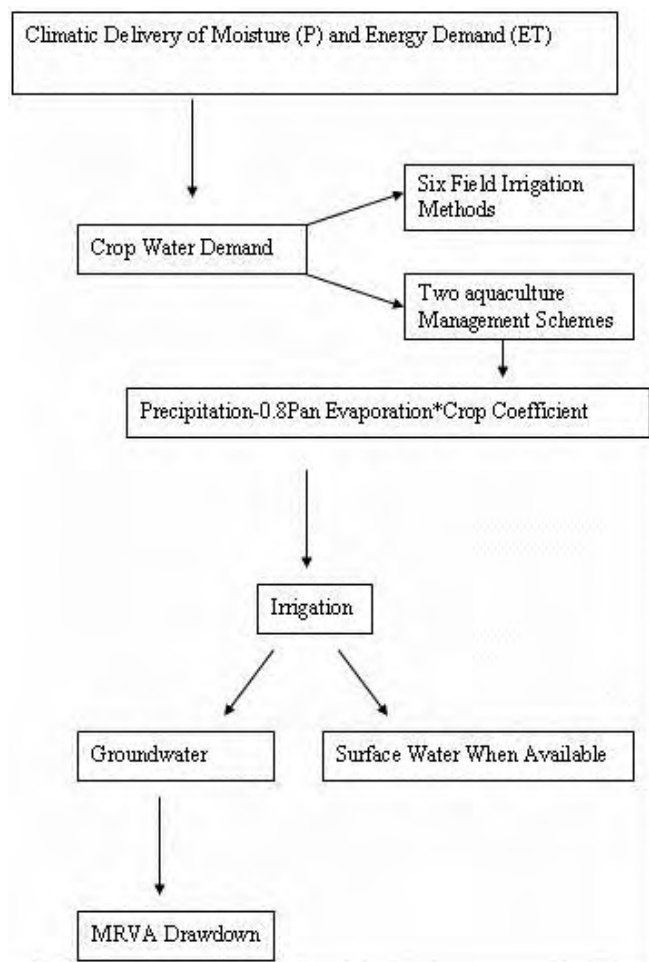 Climatic Delivery of Moisture (P) and Energy Demand (ET)
Six Field Irrigation
Methods
Crop Water Demand
Two aquaculture
Management Schemes
Precipitation-0.8Pan Evaporation*Crop Coefficient
Irrigation
Groundwater
Surface Water When Available
MRVA Drawdown